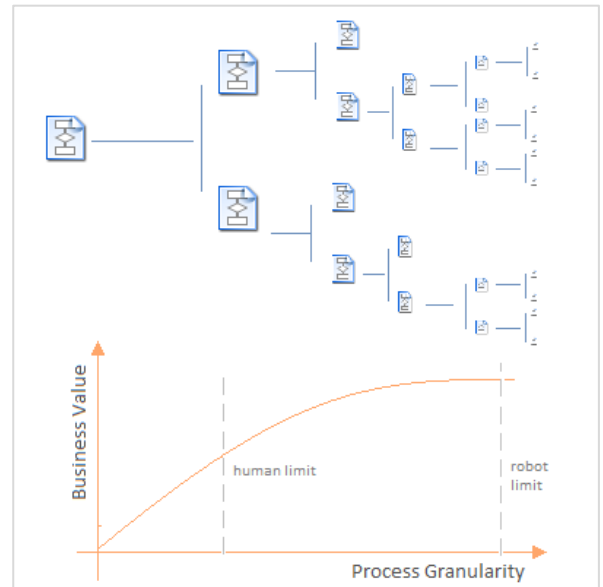 Business Value
human limit
robot
limit
Process Granularity